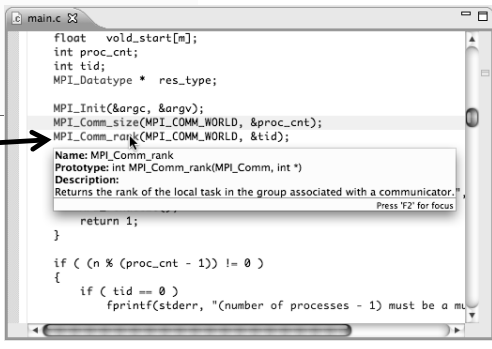 main.c
float vold_start[m];
int proc_cnt;
int tid;
MPI_Datatype * res_type;
MPI_Init(&argc, &argv);
MPI_Comm_size(MPI_COMM_WORLD, &proc_cnt);
MPI_Comm_rank(MPI_COMM_WORLD, &tid);
Name: MPI_Comm_rank
Prototype: int MPI_Comm_rank(MPI_Comm, int *)
Description:
Returns the rank of the local task in the group associated with a communicator.",
Press 'F2' for focus
return 1;
}
if ( (n % (proc_cnt - 1)) != 0 )
{
if ( tid == 0 )
fprintf(stderr, "(number of processes - 1) must be a mu